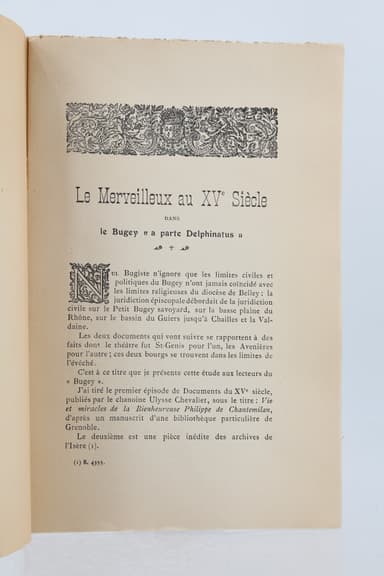 Le Merveilleux au XVe Siècle
DANS
le Bugey « a parte Delphinatus »
NUL Bugiste n'ignore que les limites civiles et
politiques du Bugey n'ont jamais coïncidé avec
les limites religieuses du diocèse de Belley : la
juridiction épiscopale débordait de la juridiction
civile sur le Petit Bugey savoyard, sur la basse plaine du
Rhône, sur le bassin du Guiers jusqu'à Chailles et la Val-
daine.
Les deux documents qui vont suivre se rapportent à des
faits dont le théâtre fut St-Genis pour l'un, les Avenières
pour l'autre ; ces deux bourgs se trouvent dans les limites de
l'évêché.
C'est à ce titre que je présente cette étude aux lecteurs du
« Bugey ».
J'ai tiré le premier épisode de Documents du XVe siècle,
publiés par le chanoine Ulysse Chevalier, sous le titre : Vie
et miracles de la Bienheureuse Philippe de Chantemilan,
d'après un manuscrit d'une bibliothèque particulière de
Grenoble.
Le deuxième est une pièce inédite des archives de
l'Isère (1).
(1) B. 4355.